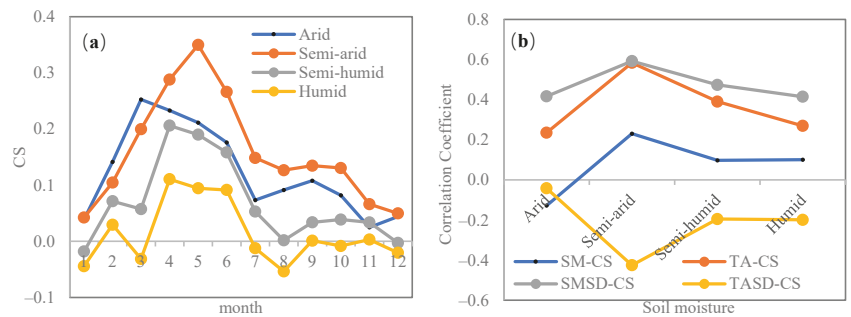 (a)
Arid
Semi-arid
Semi-humid
Humid
0.4
0.3
0.2
0.1
0.0
–0.1
CS
1 2 3 4 5 6 7 8 9 10 11 12
month
(b)
0.8
0.6
0.4
0.2
0.0
–0.2
–0.4
–0.6
Correlation Coefficient
Arid
Semi-arid
Semi-humid
Humid
SM-CS TA-CS
SMSD-CS TASD-CS
Soil moisture